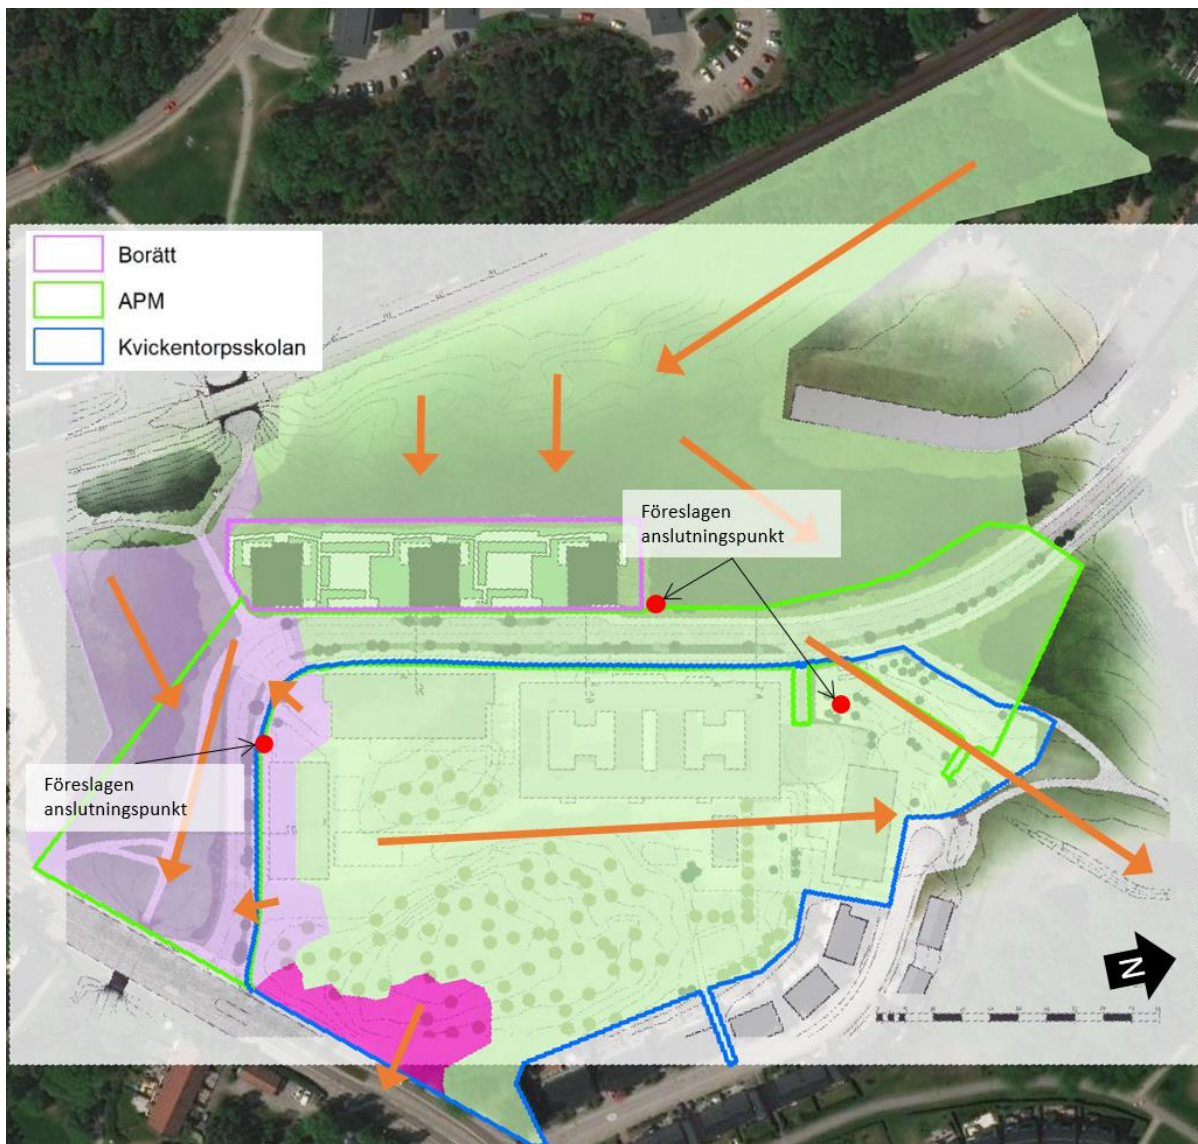 Borätt
APM
Kvickentorpsskolan
Föreslagen
anslutningspunkt
Föreslagen
anslutningspunkt
N